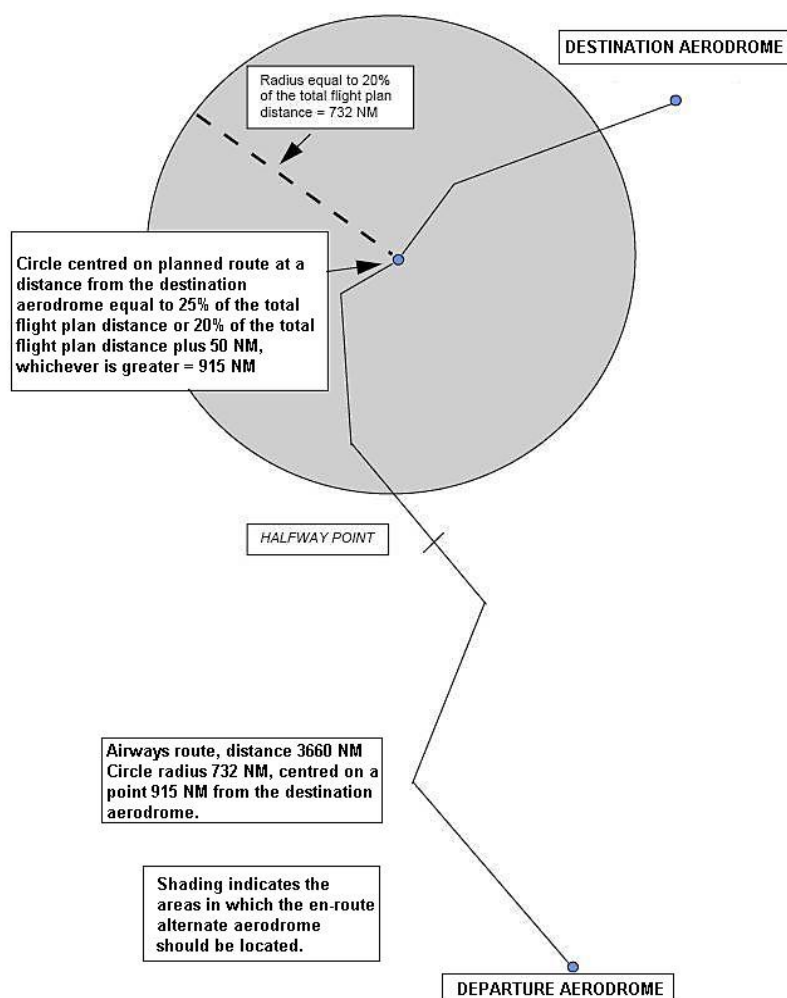 DESTINATION AERODROME
Radius equal to 20%
of the total flight plan
distance = 732 NM
Circle centred on planned route at a
distance from the destination
aerodrome equal to 25% of the total
flight plan distance or 20% of the total
flight plan distance plus 50 NM,
whichever is greater = 915 NM
HALFWAY POINT
Airways route, distance 3660 NM
Circle radius 732 NM, centred on a
point 915 NM from the destination
aerodrome.
Shading indicates the
areas in which the en-route
alternate aerodrome
should be located.
DEPARTURE AERODROME